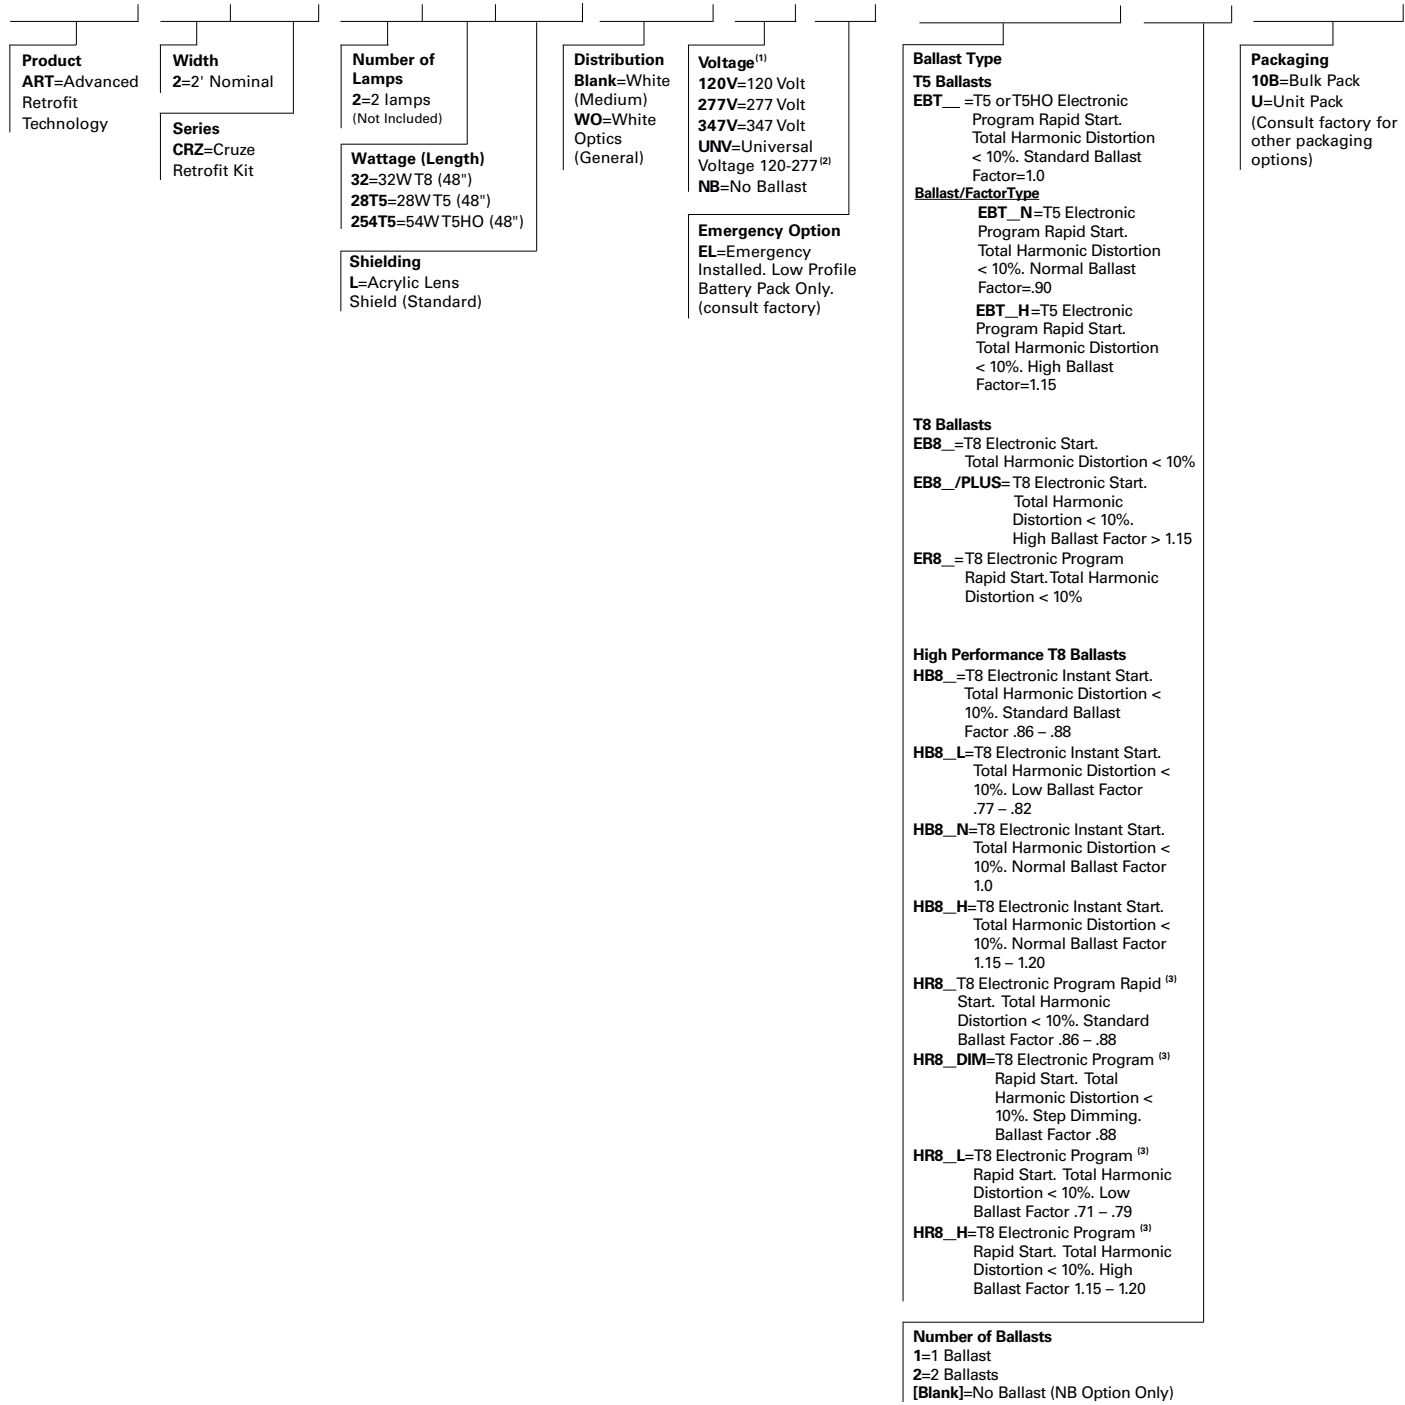 Product
ART=Advanced
Retrofit
Technology
Width
2=2' Nominal
Series
CRZ=Cruze
Retrofit Kit
Number of
Lamps
2=2 lamps
(Not Included)
Wattage (Length)
32=32W T8 (48")
28T5=28W T5 (48")
254T5=54W T5HO (48")
Shielding
L=Acrylic Lens
Shield (Standard)
Distribution
Blank=White
(Medium)
WO=White
Optics
(General)
Voltage(1)
120V=120 Volt
277V=277 Volt
347V=347 Volt
UNV=Universal
Voltage 120-277 (2)
NB=No Ballast
Emergency Option
EL=Emergency
Installed. Low Profile
Battery Pack Only.
(consult factory)
Ballast Type
T5 Ballasts
EBT__ =T5 or T5HO Electronic
Program Rapid Start.
Total Harmonic Distortion
< 10%. Standard Ballast
Factor=1.0
Ballast/FactorType
EBT__N=T5 Electronic
Program Rapid Start.
Total Harmonic Distortion
< 10%. Normal Ballast
Factor=.90
EBT__H=T5 Electronic
Program Rapid Start.
Total Harmonic Distortion
< 10%. High Ballast
Factor=1.15
T8 Ballasts
EB8_=T8 Electronic Start.
Total Harmonic Distortion < 10%
EB8_/PLUS= T8 Electronic Start.
Total Harmonic
Distortion < 10%.
High Ballast Factor > 1.15
ER8_=T8 Electronic Program
Rapid Start. Total Harmonic
Distortion < 10%
High Performance T8 Ballasts
HB8_=T8 Electronic Instant Start.
Total Harmonic Distortion <
10%. Standard Ballast
Factor .86 – .88
HB8__L=T8 Electronic Instant Start.
Total Harmonic Distortion <
10%. Low Ballast Factor
.77 – .82
HB8__N=T8 Electronic Instant Start.
Total Harmonic Distortion <
10%. Normal Ballast Factor
1.0
HB8__H=T8 Electronic Instant Start.
Total Harmonic Distortion <
10%. Normal Ballast Factor
1.15 – 1.20
HR8__T8 Electronic Program Rapid (3)
Start. Total Harmonic
Distortion < 10%. Standard
Ballast Factor .86 – .88
HR8__DIM=T8 Electronic Program (3)
Rapid Start. Total
Harmonic Distortion <
10%. Step Dimming.
Ballast Factor .88
HR8__L=T8 Electronic Program (3)
Rapid Start. Total Harmonic
Distortion < 10%. Low
Ballast Factor .71 – .79
HR8__H=T8 Electronic Program (3)
Rapid Start. Total Harmonic
Distortion < 10%. High
Ballast Factor 1.15 – 1.20
Number of Ballasts
1=1 Ballast
2=2 Ballasts
[Blank]=No Ballast (NB Option Only)
Packaging
10B=Bulk Pack
U=Unit Pack
(Consult factory for
other packaging
options)